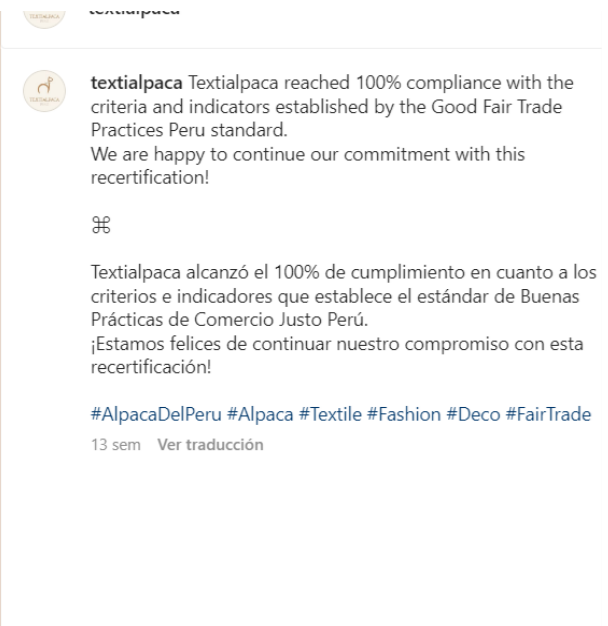 textialpaca
textialpaca Textialpaca reached 100% compliance with the
criteria and indicators established by the Good Fair Trade
Practices Peru standard.
We are happy to continue our commitment with this
recertification!
⌘
Textialpaca alcanzó el 100% de cumplimiento en cuanto a los
criterios e indicadores que establece el estándar de Buenas
Prácticas de Comercio Justo Perú.
¡Estamos felices de continuar nuestro compromiso con esta
recertificación!
#AlpacaDelPeru #Alpaca #Textile #Fashion #Deco #FairTrade
13 sem Ver traducción